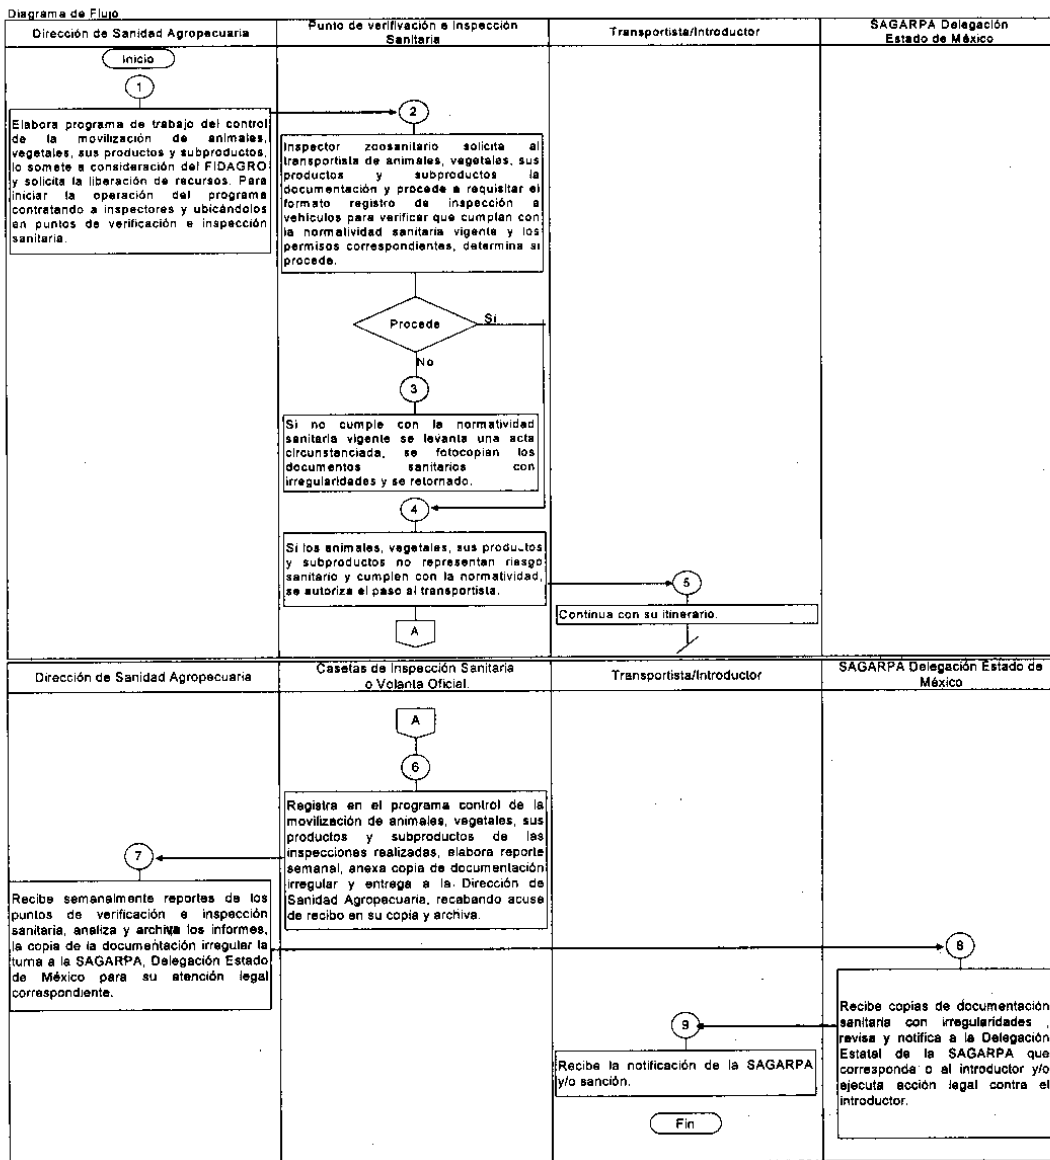 Diagrama de Flujo
Dirección de Sanidad Agropecuaria
Punto de verifivación e Inspección
Sanitaria
Transportista/Introductor
SAGARPA Delegación
Estado de México
Inicio
1
Elabora programa de trabajo del control
de la movilización de animales,
vegetales, sus productos y subproductos,
lo somete a consideración del FIDAGRO
y solicita la liberación de recursos. Para
iniciar la operación del programa
contratando a inspectores y ubicándolos
en puntos de verificación e inspección
sanitaria.
2
Inspector zoosanitario solicita al
transportista de animales, vegetales, sus
productos y subproductos la
documentación y procede a requisitar el
formato registro de inspección a
vehículos para verificar que cumplan con
la normatividad sanitaria vigente y los
permisos correspondientes, determina si
procede.
Procede
Si
No
3
Si no cumple con la normatividad
sanitaria vigente se levanta una acta
circunstanciada, se fotocopian los
documentos sanitarios con
irregularidades y se retornado.
4
Si los animales, vegetales, sus productos
y subproductos no representan riesgo
sanitario y cumplen con la normatividad,
se autoriza el paso al transportista.
5
Continua con su itinerario.
A
Dirección de Sanidad Agropecuaria
Casetas de Inspección Sanitaria
o Volanta Oficial.
Transportista/Introductor
SAGARPA Delegación Estado de
México
A
6
Registra en el programa control de la
movilización de animales, vegetales, sus
productos y subproductos de las
inspecciones realizadas, elabora reporte
semanal, anexa copia de documentación
irregular y entrega a la Dirección de
Sanidad Agropecuaria, recabando acuse
de recibo en su copia y archiva.
7
Recibe semanalmente reportes de los
puntos de verificación e inspección
sanitaria, analiza y archiva los informes,
la copia de la documentación irregular la
turna a la SAGARPA, Delegación Estado
de México para su atención legal
correspondiente.
8
Recibe copias de documentación
sanitaria con irregularidades ,
revisa y notifica a la Delegación
Estatal de la SAGARPA que
corresponda o al introductor y/o
ejecuta acción legal contra el
introductor.
9
Recibe la notificación de la SAGARPA
y/o sanción.
Fin